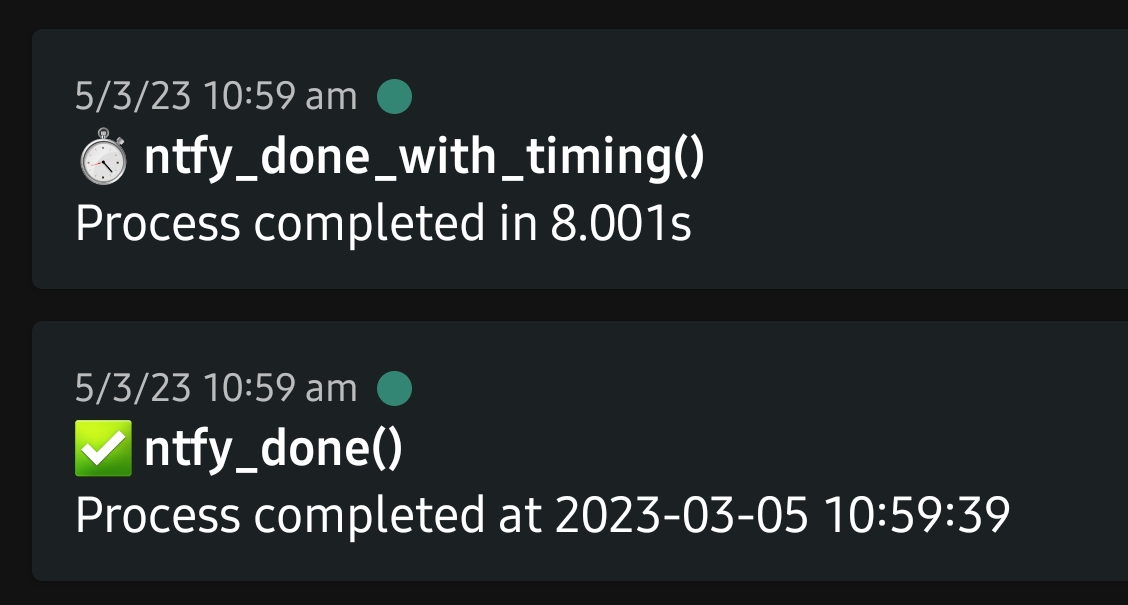 5/3/23 10:59 am
ntfy_done_with_timing()
Process completed in 8.001s
5/3/23 10:59 am
ntfy_done()
Process completed at 2023-03-05 10:59:39